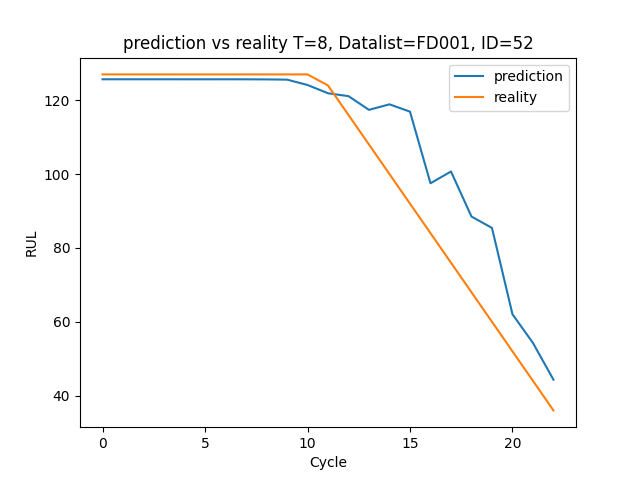 prediction vs reality T=8, Datalist=FD001, ID=52
prediction
reality
RUL
120
100
80
60
40
0 5 10 15 20
Cycle